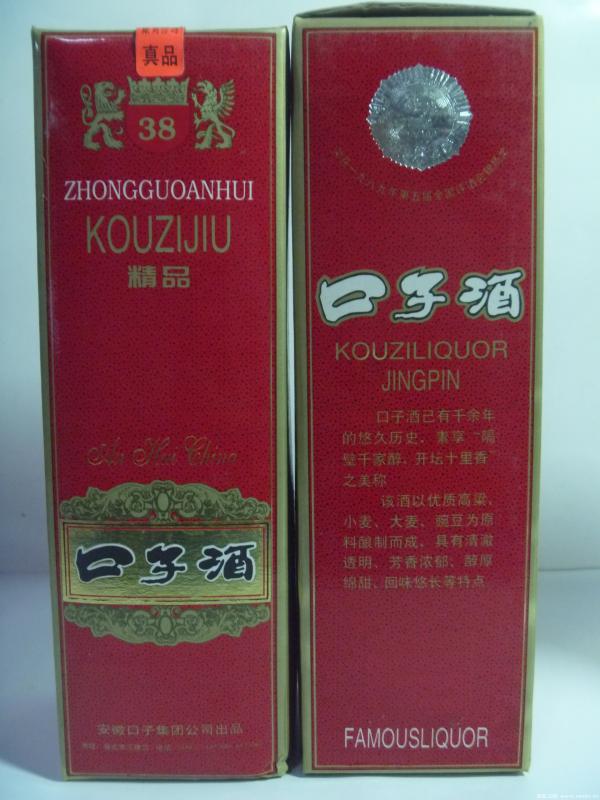 真品
38
ZHONGGUOANHUI
KOUZIJIU
精品
An Hui China
口子酒
安徽口子集团公司出品
口子酒
KOUZILIQUOR
JINGPIN
口子酒已有千余年
的悠久历史、素享“隔
壁千家醉、开坛十里香”
之美称
该酒以优质高梁、
小麦、大麦、豌豆为原
料酿制而成、具有清澈
透明、芳香浓郁、醇厚
绵甜、回味悠长等特点
FAMOUSLIQUOR